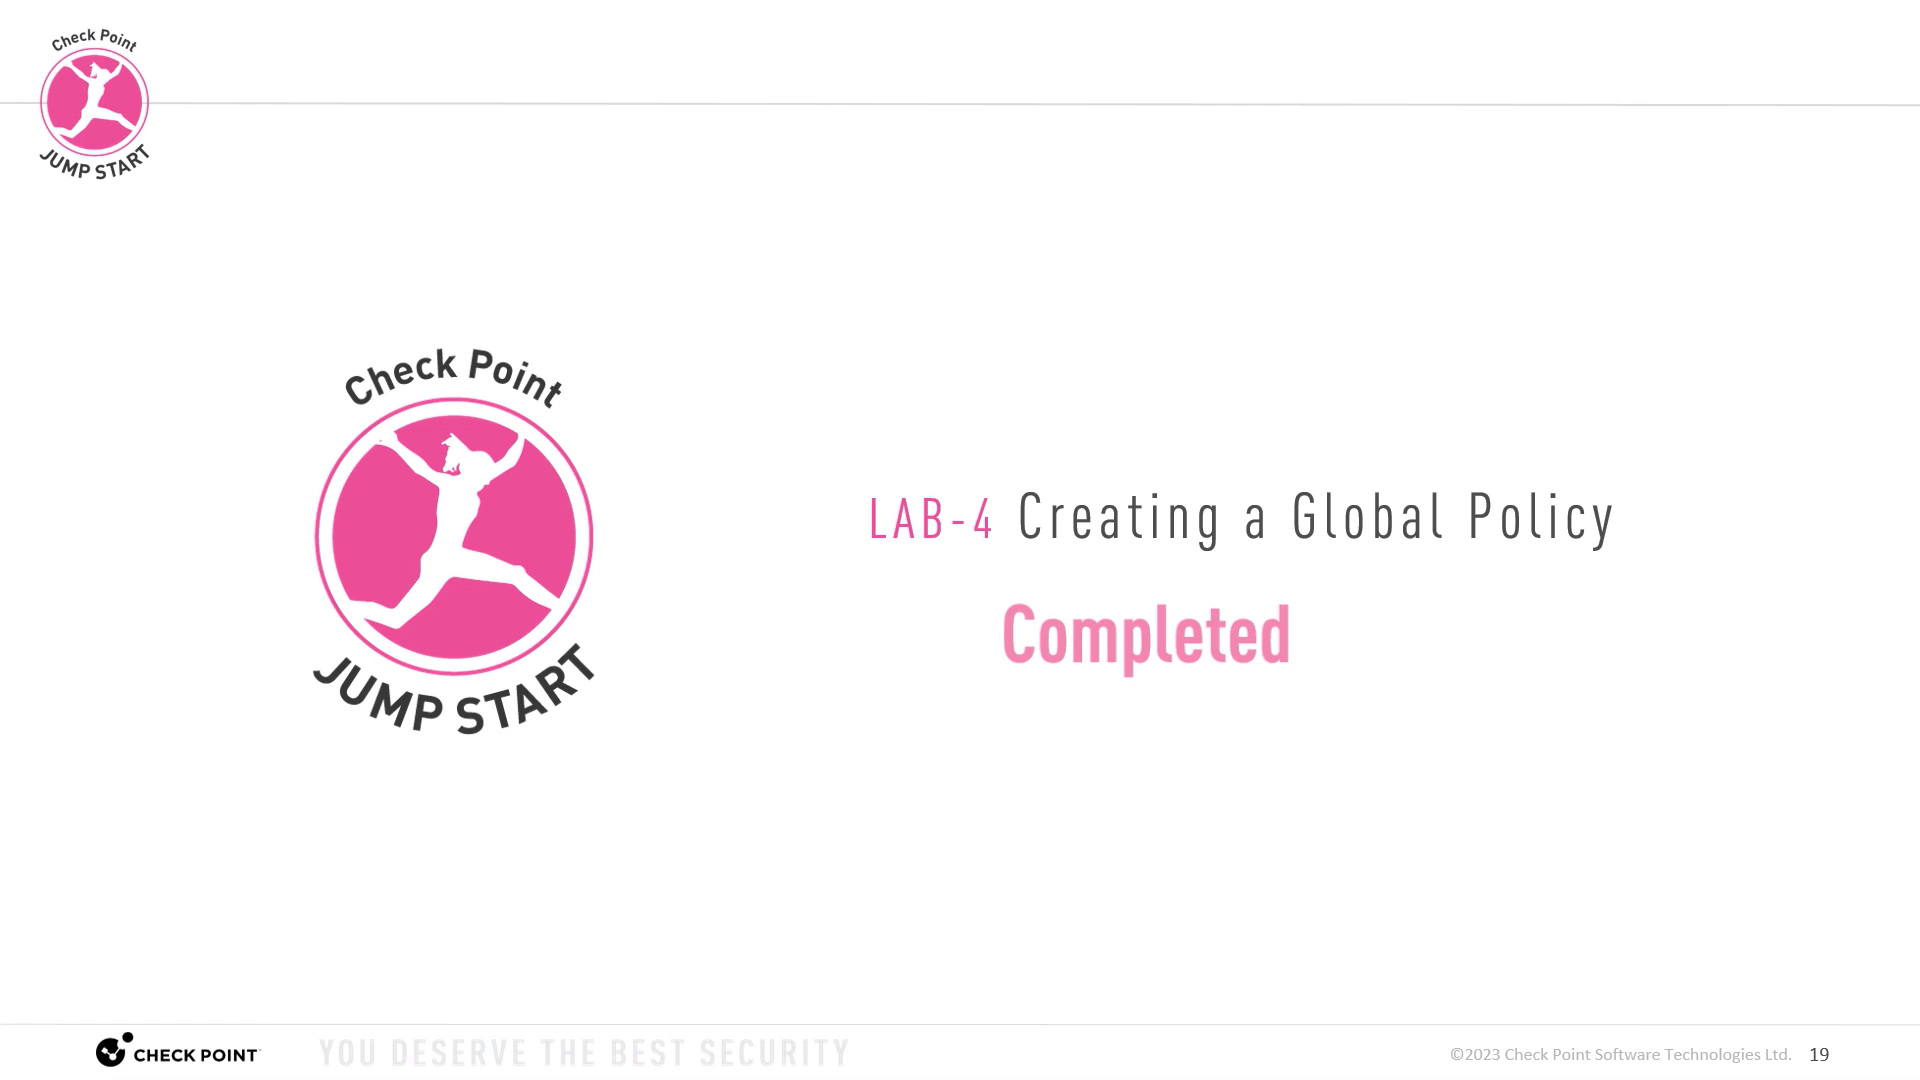 Check Point
JUMP START
Check Point
JUMP START
LAB-4 Creating a Global Policy
Completed
CHECK POINT™
YOU DESERVE THE BEST SECURITY
©2023 Check Point Software Technologies Ltd. 19